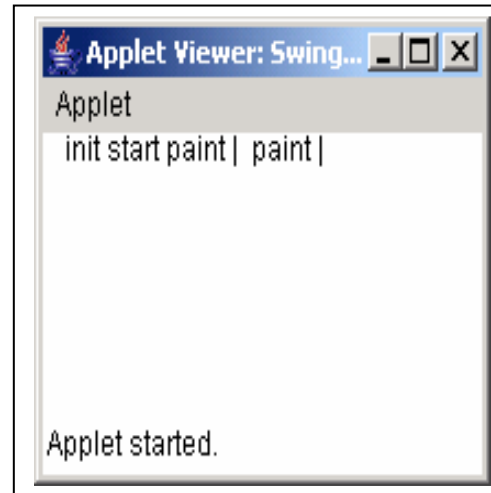 Applet Viewer: Swing...
Applet
init start paint | paint |
Applet started.